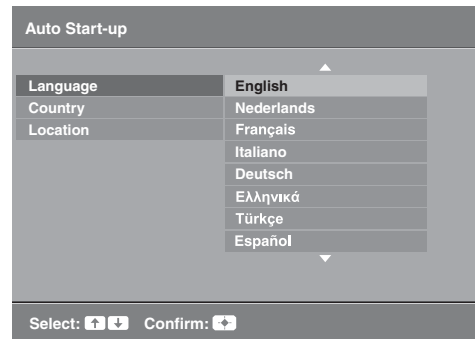 Auto Start-up
Language
English
Country
Nederlands
Location
Français
Italiano
Deutsch
Ελληνικά
Türkçe
Español
Select: Confirm: